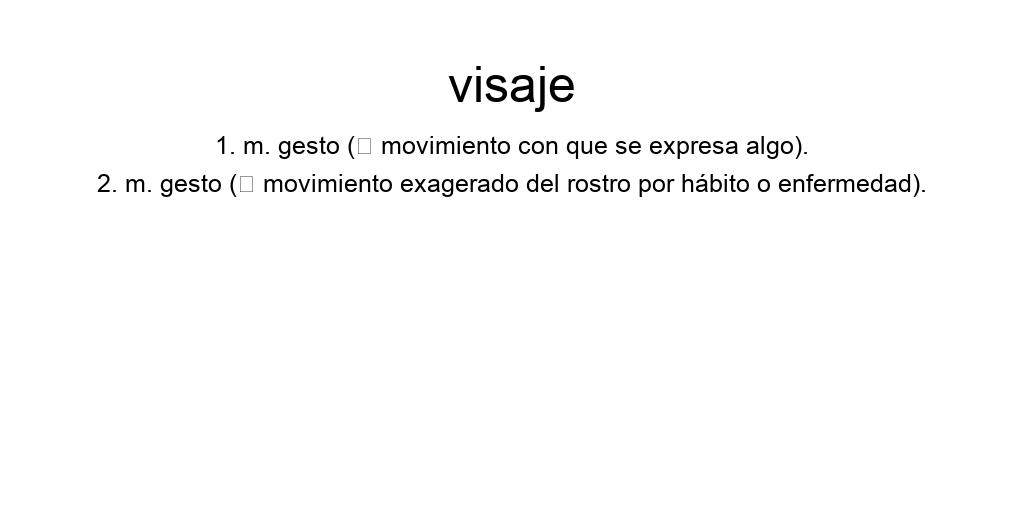 visaje
1. m. gesto (□ movimiento con que se expresa algo).
2. m. gesto (□ movimiento exagerado del rostro por hábito o enfermedad).